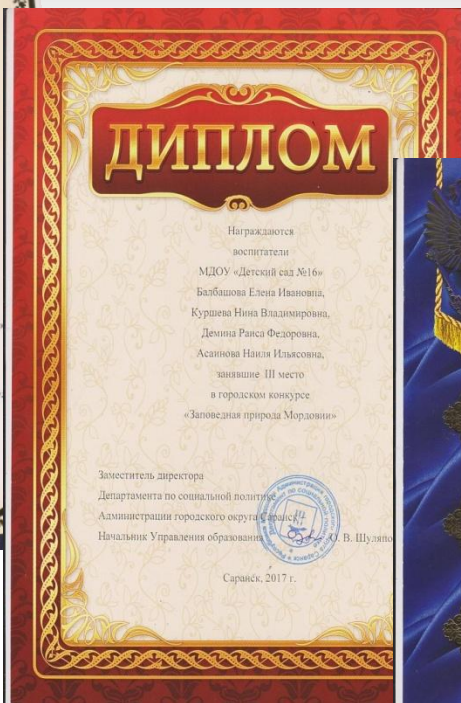 ДИПЛОМ
Награждаются
воспитатели
МДОУ «Детский сад №16»
Балбашова Елена Ивановна,
Куршева Нина Владимировна,
Демина Раиса Федоровна,
Асаинова Наиля Ильясовна,
занявшие III место
в городском конкурсе
«Заповедная природа Мордовии»
Заместитель директора
Департамента по социальной политике
Администрации городского округа Саранск
Начальник Управления образования О. В. Шуляпо
Саранск, 2017 г.